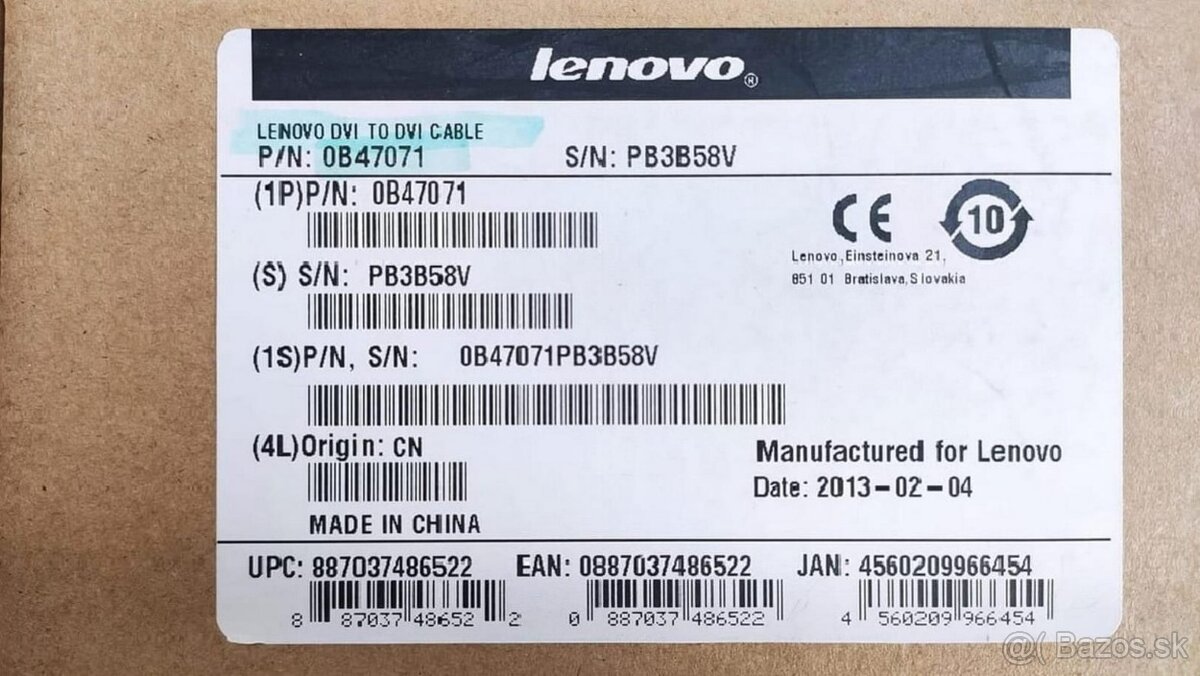 lenovo®
LENOVO DVI TO DVI CABLE
P/N: 0B47071 S/N: PB3B58V
(1P)P/N: 0B47071
CE 10
Lenovo,Einsteinova 21,
851 01 Bratislava,Slovakia
(S) S/N: PB3B58V
(1S)P/N, S/N: 0B47071PB3B58V
(4L)Origin: CN
MADE IN CHINA
Manufactured for Lenovo
Date: 2013-02-04
UPC: 887037486522 EAN: 0887037486522 JAN: 4560209966454
8 87037 48652 2 0 887037 486522 4 560209 966454
@( Bazos.sk